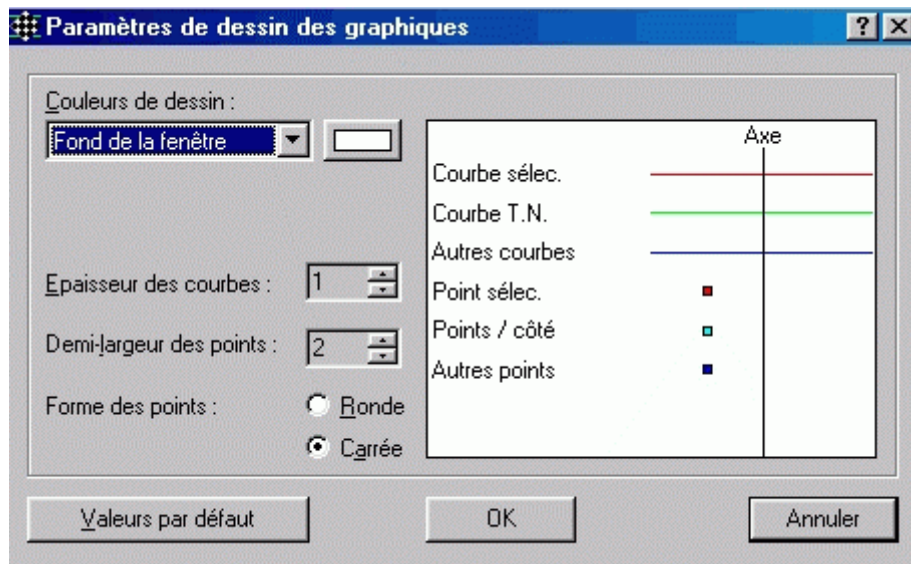 Paramètres de dessin des graphiques
Couleurs de dessin :
Fond de la fenêtre
Axe
Courbe sélec.
Courbe T.N.
Autres courbes
Epaisseur des courbes : 1
Point sélec.
Demi-largeur des points : 2
Points / côté
Autres points
Forme des points : Ronde
Carrée
Valeurs par défaut
OK
Annuler